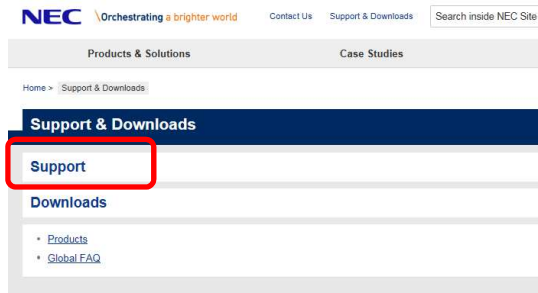 NEC \Orchestrating a brighter world Contact Us Support & Downloads Search inside NEC Site
Products & Solutions Case Studies
Home > Support & Downloads
Support & Downloads
Support
Downloads
Products
Global FAQ